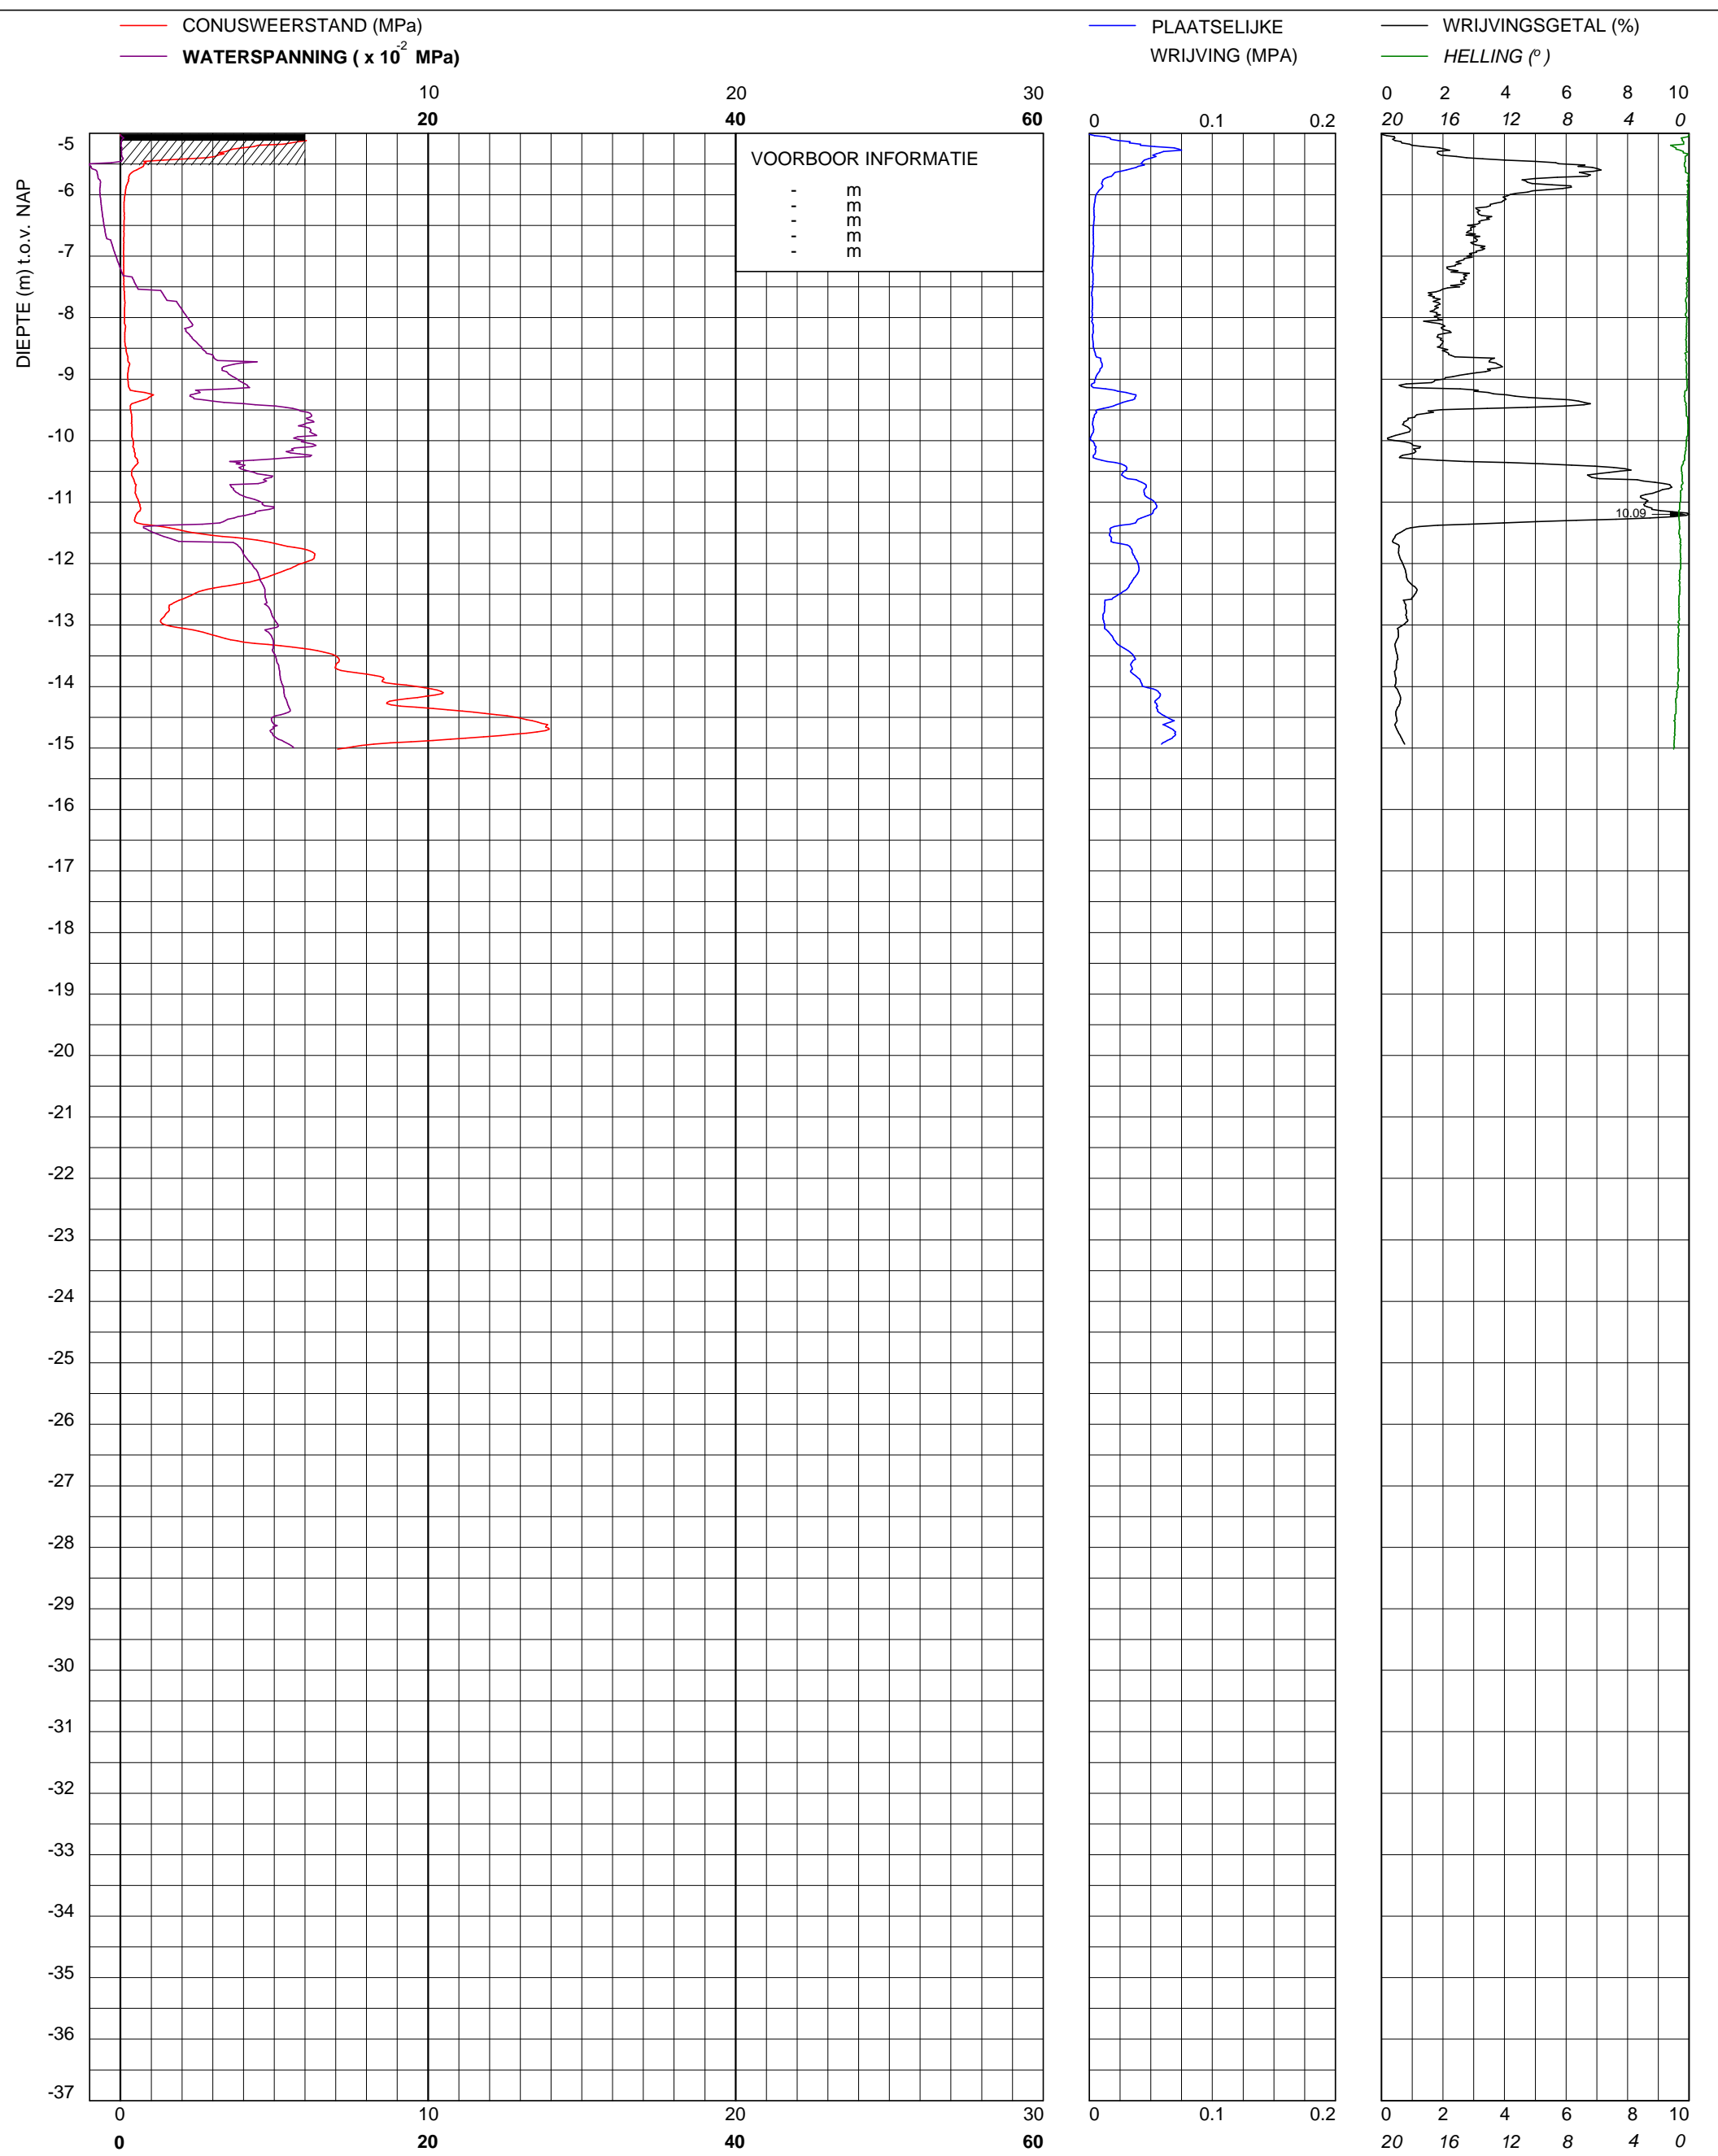 CONUSWEERSTAND (MPa)
WATERSPANNING ( x 10-2 MPa)
PLAATSELIJKE
WRIJVING (MPA)
WRIJVINGSGETAL (%)
HELLING (º )
10 20 30
20 40 60
0 0.1 0.2
0 2 4 6 8 10
20 16 12 8 4 0
DIEPTE (m) t.o.v. NAP
VOORBOOR INFORMATIE
- m
- m
- m
- m
- m
-5
-6
-7
-8
-9
-10
-11
10.09
-12
-13
-14
-15
-16
-17
-18
-19
-20
-21
-22
-23
-24
-25
-26
-27
-28
-29
-30
-31
-32
-33
-34
-35
-36
-37
0 10 20 30
0 20 40 60
0 0.1 0.2
0 2 4 6 8 10
20 16 12 8 4 0